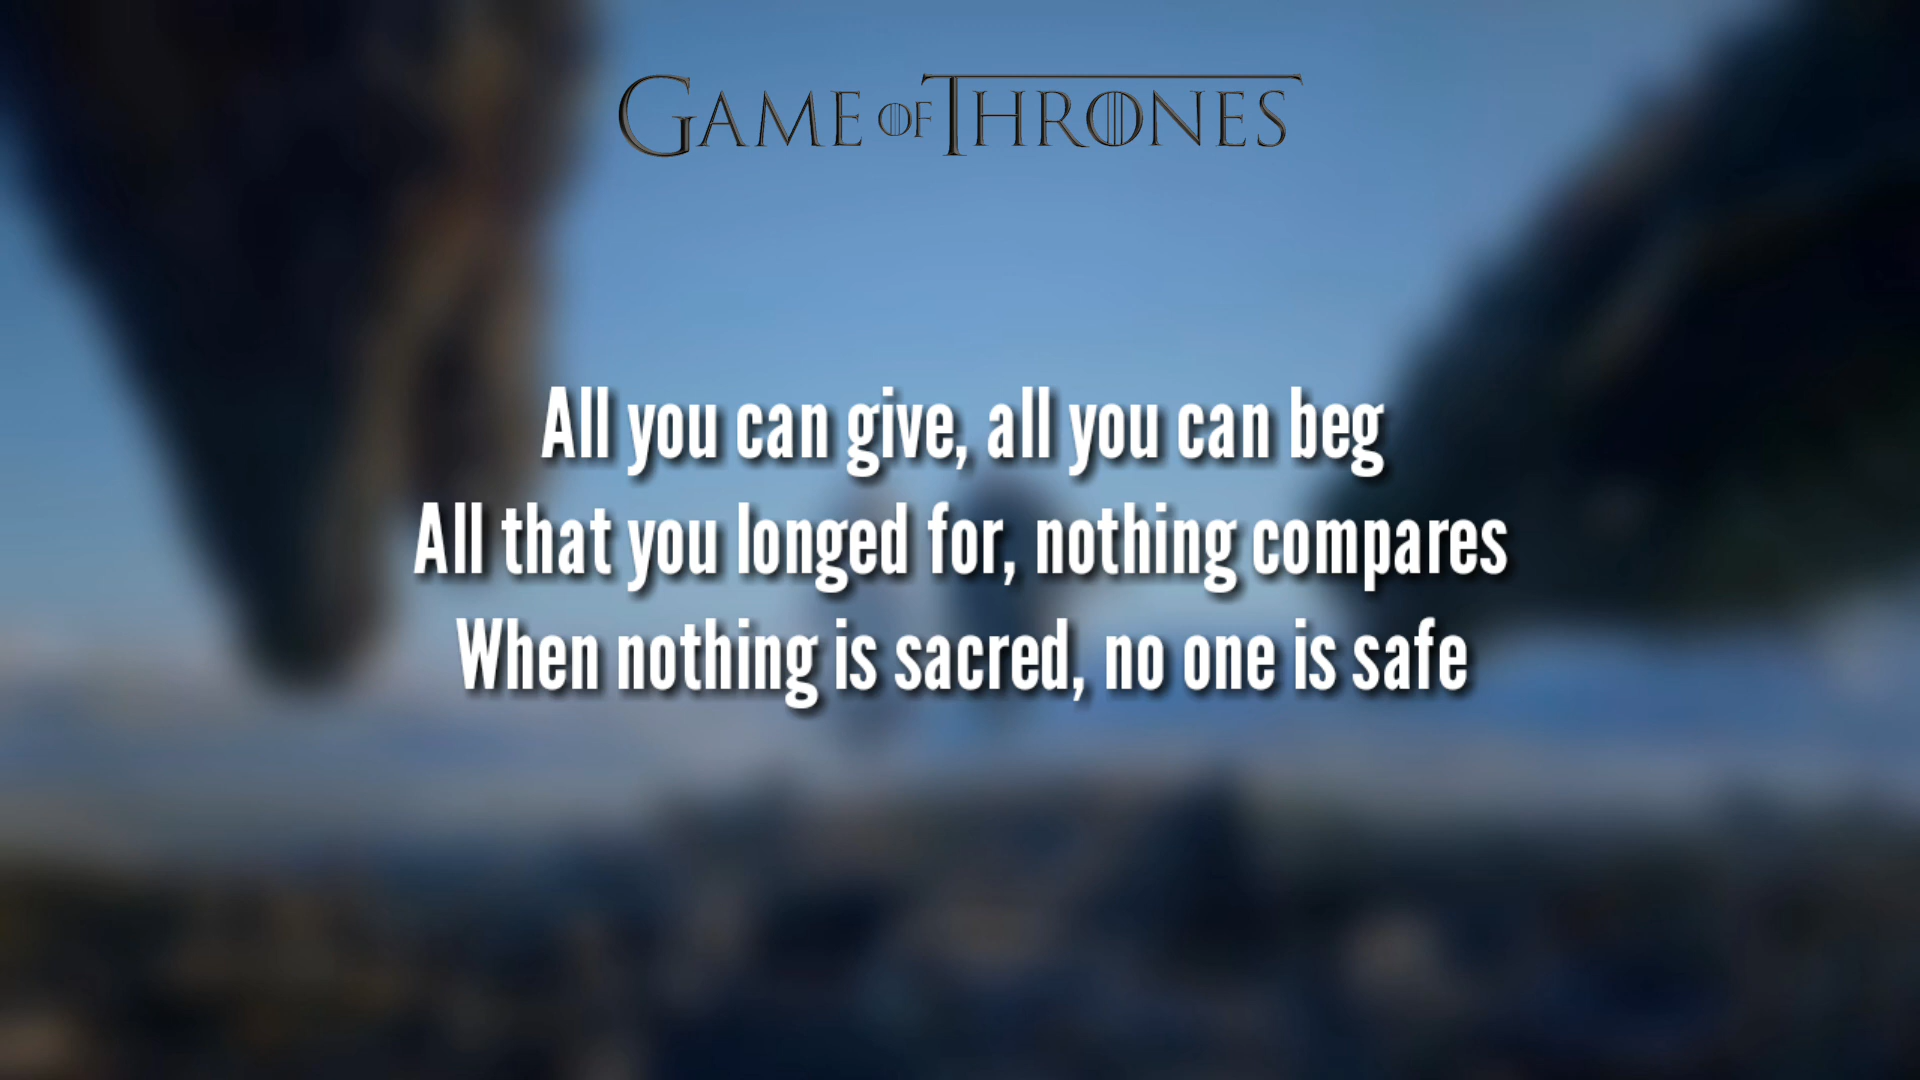 GAME OF THRONES
All you can give, all you can beg
All that you longed for, nothing compares
When nothing is sacred, no one is safe